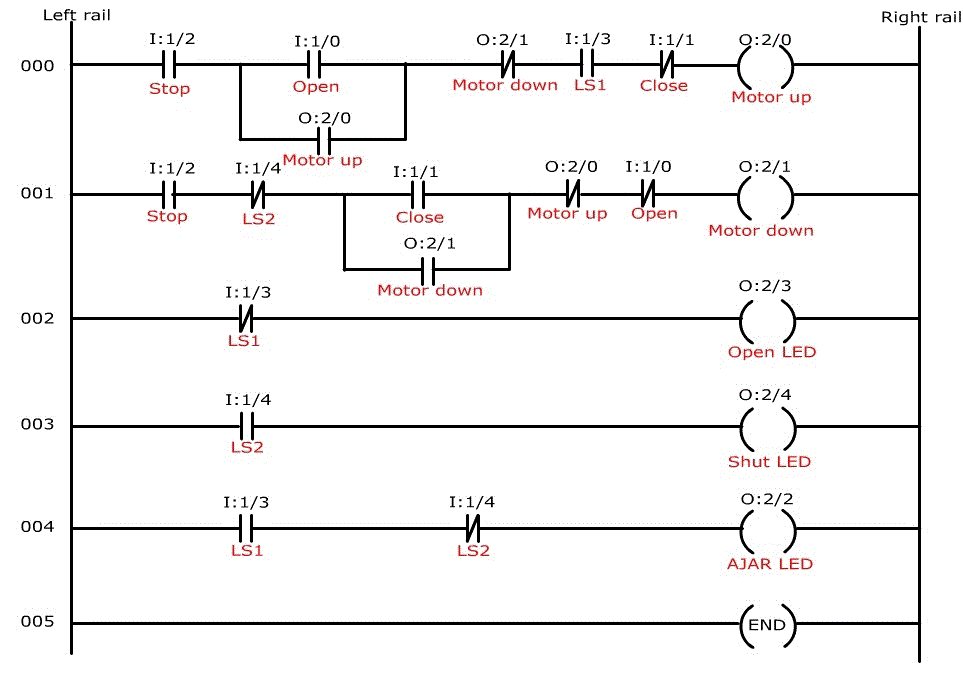 Left rail
Right rail
000
I:1/2
I:1/0
O:2/1
I:1/3
I:1/1
O:2/0
Stop
Open
Motor down
LS1
Close
Motor up
O:2/0
Motor up
001
I:1/2
I:1/4
I:1/1
O:2/0
I:1/0
O:2/1
Stop
LS2
Close
Motor up
Open
Motor down
O:2/1
Motor down
002
I:1/3
O:2/3
LS1
Open LED
003
I:1/4
O:2/4
LS2
Shut LED
004
I:1/3
I:1/4
O:2/2
LS1
LS2
AJAR LED
005
END